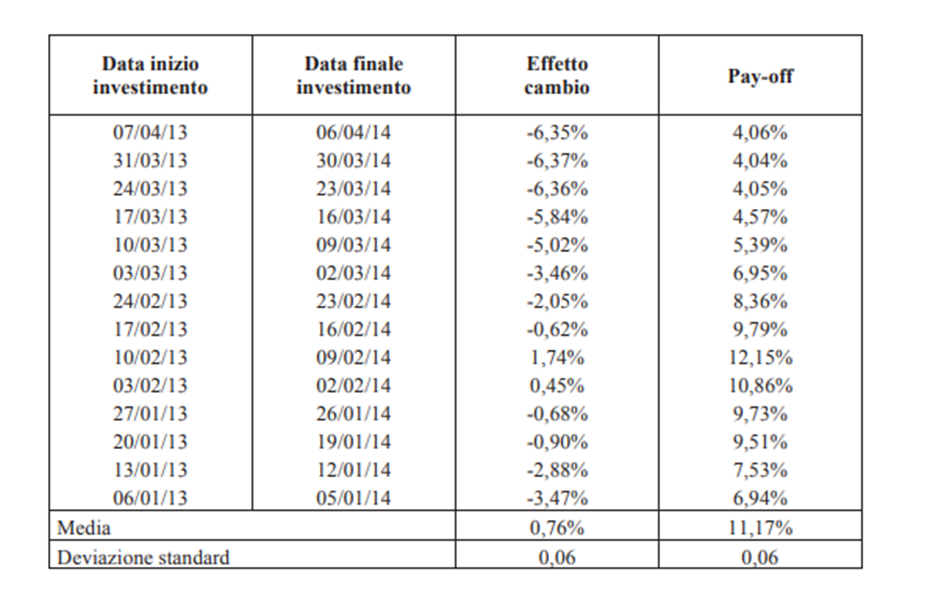 Data inizio investimento Data finale investimento Effetto cambio Pay-off
07/04/13 06/04/14 -6,35% 4,06%
31/03/13 30/03/14 -6,37% 4,04%
24/03/13 23/03/14 -6,36% 4,05%
17/03/13 16/03/14 -5,84% 4,57%
10/03/13 09/03/14 -5,02% 5,39%
03/03/13 02/03/14 -3,46% 6,95%
24/02/13 23/02/14 -2,05% 8,36%
17/02/13 16/02/14 -0,62% 9,79%
10/02/13 09/02/14 1,74% 12,15%
03/02/13 02/02/14 0,45% 10,86%
27/01/13 26/01/14 -0,68% 9,73%
20/01/13 19/01/14 -0,90% 9,51%
13/01/13 12/01/14 -2,88% 7,53%
06/01/13 05/01/14 -3,47% 6,94%
Media 0,76% 11,17%
Deviazione standard 0,06 0,06